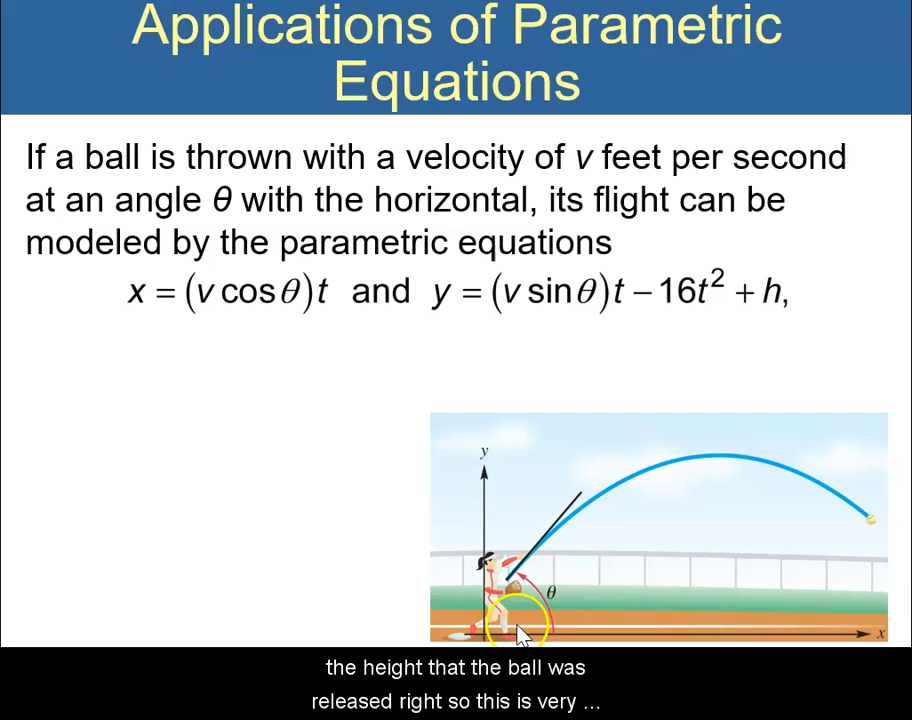 Applications of Parametric
Equations
If a ball is thrown with a velocity of v feet per second
at an angle θ with the horizontal, its flight can be
modeled by the parametric equations
x = (v cos θ)t and y = (v sin θ)t − 16t² + h,
y
θ
x
the height that the ball was
released right so this is very ...